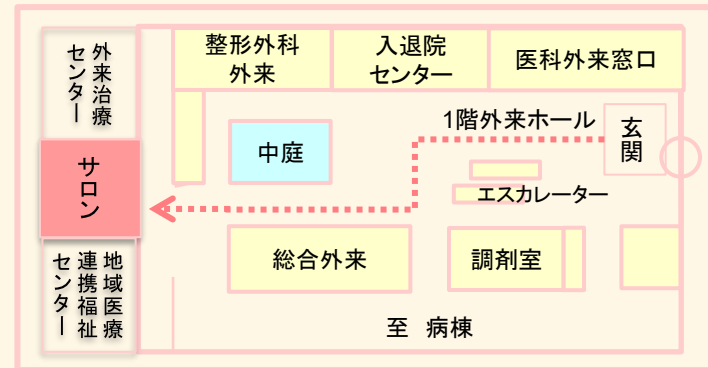 外来治療
センター
サロン
地域医療
連携福祉
センター
整形外科
外来
入退院
センター
医科外来窓口
中庭
1階外来ホール
玄関
エスカレーター
総合外来
調剤室
至 病棟